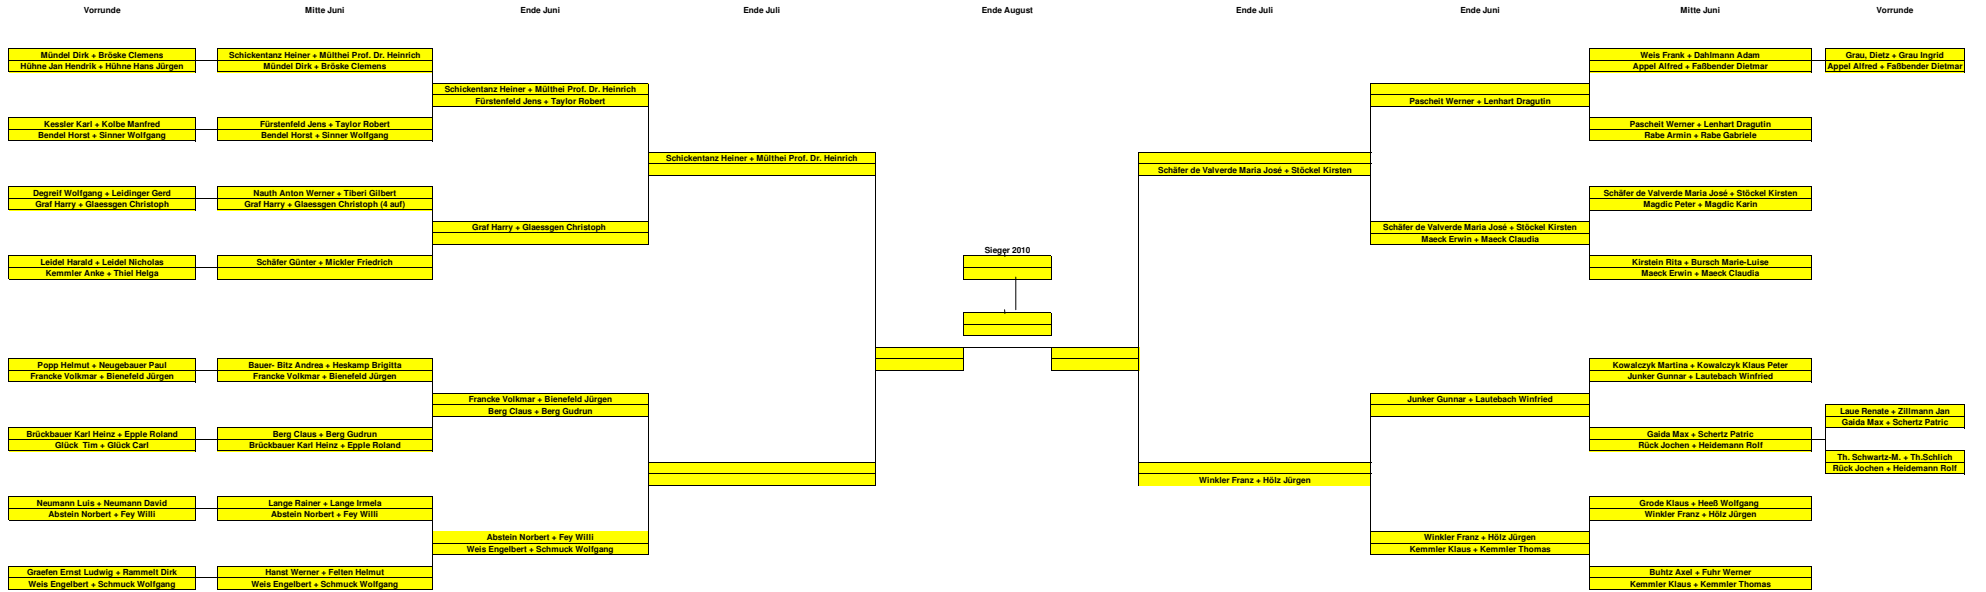 Vorrunde
Mitte Juni
Ende Juni
Ende Juli
Ende August
Ende Juli
Ende Juni
Mitte Juni
Vorrunde
Mündel Dirk + Bröske Clemens
Hühne Jan Hendrik + Hühne Hans Jürgen
Kessler Karl + Kolbe Manfred
Bendel Horst + Sinner Wolfgang
Degreif Wolfgang + Leidinger Gerd
Graf Harry + Glaessgen Christoph
Leidel Harald + Leidel Nicholas
Kemmler Anke + Thiel Helga
Popp Helmut + Neugebauer Paul
Francke Volkmar + Bienefeld Jürgen
Brückbauer Karl Heinz + Epple Roland
Glück  Tim + Glück Carl
Neumann Luis + Neumann David
Abstein Norbert + Fey Willi
Graefen Ernst Ludwig + Rammelt Dirk
Weis Engelbert + Schmuck Wolfgang
Schickentanz Heiner + Mülthei Prof. Dr. Heinrich
Mündel Dirk + Bröske Clemens
Fürstenfeld Jens + Taylor Robert
Bendel Horst + Sinner Wolfgang
Nauth Anton Werner + Tiberi Gilbert
Graf Harry + Glaessgen Christoph (4 auf)
Schäfer Günter + Mickler Friedrich
Bauer- Bitz Andrea + Heskamp Brigitta
Francke Volkmar + Bienefeld Jürgen
Berg Claus + Berg Gudrun
Brückbauer Karl Heinz + Epple Roland
Lange Rainer + Lange Irmela
Abstein Norbert + Fey Willi
Hanst Werner + Felten Helmut
Weis Engelbert + Schmuck Wolfgang
Schickentanz Heiner + Mülthei Prof. Dr. Heinrich
Fürstenfeld Jens + Taylor Robert
Graf Harry + Glaessgen Christoph
Francke Volkmar + Bienefeld Jürgen
Berg Claus + Berg Gudrun
Abstein Norbert + Fey Willi
Weis Engelbert + Schmuck Wolfgang
Schickentanz Heiner + Mülthei Prof. Dr. Heinrich
Sieger 2010
Schäfer de Valverde Maria José + Stöckel Kirsten
Winkler Franz + Hölz Jürgen
Pascheit Werner + Lenhart Dragutin
Schäfer de Valverde Maria José + Stöckel Kirsten
Maeck Erwin + Maeck Claudia
Junker Gunnar + Lautebach Winfried
Winkler Franz + Hölz Jürgen
Kemmler Klaus + Kemmler Thomas
Weis Frank + Dahlmann Adam
Appel Alfred + Faßbender Dietmar
Pascheit Werner + Lenhart Dragutin
Rabe Armin + Rabe Gabriele
Schäfer de Valverde Maria José + Stöckel Kirsten
Magdic Peter + Magdic Karin
Kirstein Rita + Bursch Marie-Luise
Maeck Erwin + Maeck Claudia
Kowalczyk Martina + Kowalczyk Klaus Peter
Junker Gunnar + Lautebach Winfried
Gaida Max + Schertz Patric
Rück Jochen + Heidemann Rolf
Grode Klaus + Heeß Wolfgang
Winkler Franz + Hölz Jürgen
Buhtz Axel + Fuhr Werner
Kemmler Klaus + Kemmler Thomas
Grau, Dietz + Grau Ingrid
Appel Alfred + Faßbender Dietmar
Laue Renate + Zillmann Jan
Gaida Max + Schertz Patric
Th. Schwartz-M. + Th.Schlich
Rück Jochen + Heidemann Rolf